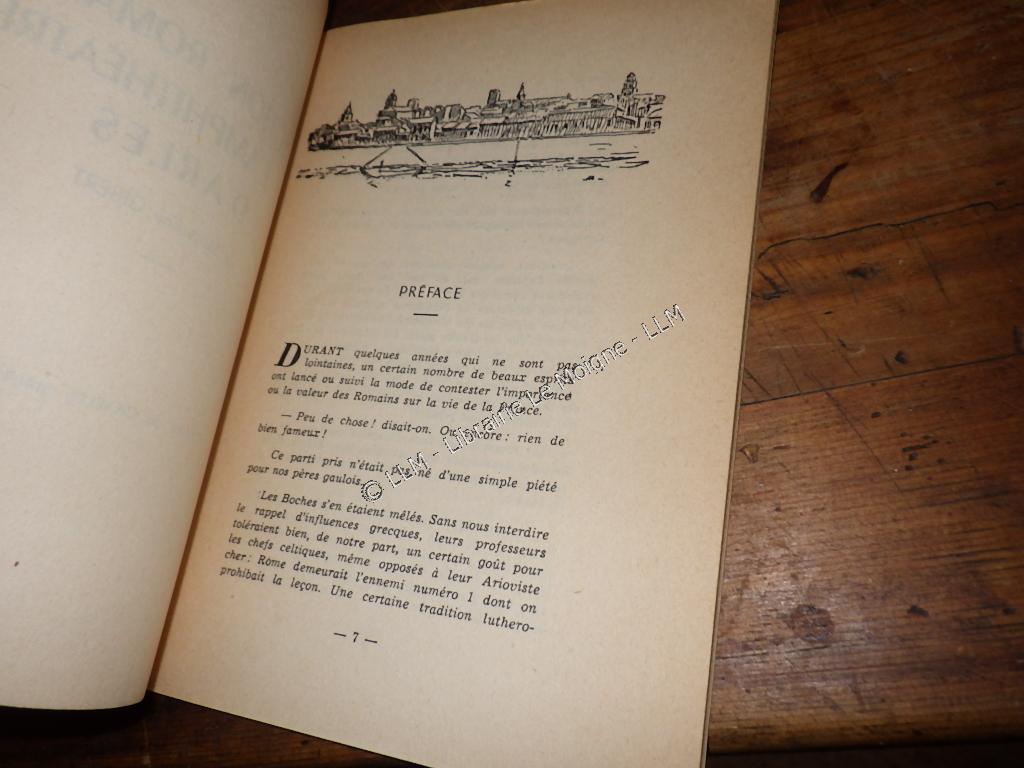 PRÉFACE
DURANT quelques années qui ne sont pas
lointaines, un certain nombre de beaux esprits
ont lancé ou suivi la mode de contester l'importance
ou la valeur des Romains sur la vie de la
— Peu de chose ! disait-on. Ou encore : rien de
bien fameux !
Ce parti pris n'était pas né d'une simple piété
pour nos pères gaulois.
Les Boches s'en étaient mêlés. Sans nous interdire
le rappel d'influences grecques, leurs professeurs
toléraient bien, de notre part, un certain goût pour
les chefs celtiques, même opposés à leur Arioviste
cher : Rome demeurait l'ennemi numéro 1 dont on
prohibait la leçon. Une certaine tradition luthero-
— 7 —
© LLM - Librairie Le Moigne - LLM